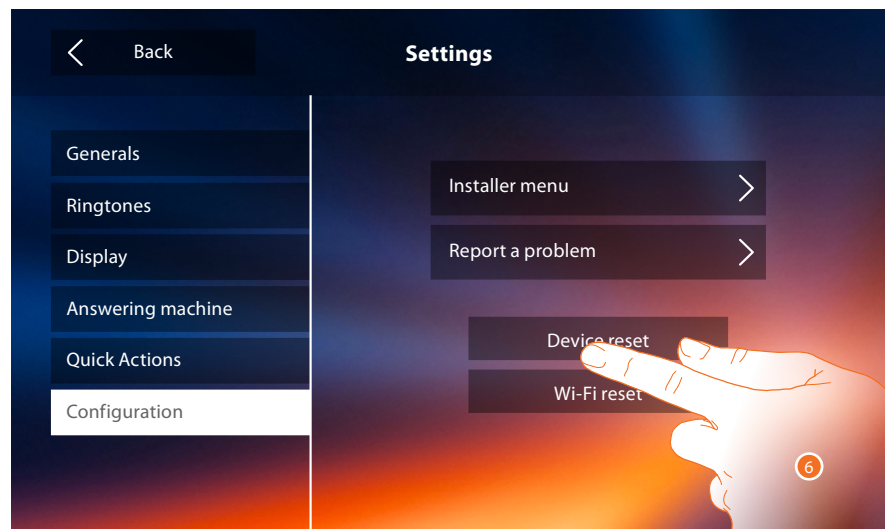 Back
Settings
Generals
Ringtones
Display
Answering machine
Quick Actions
Configuration
Installer menu
Report a problem
Device reset
Wi-Fi reset
6